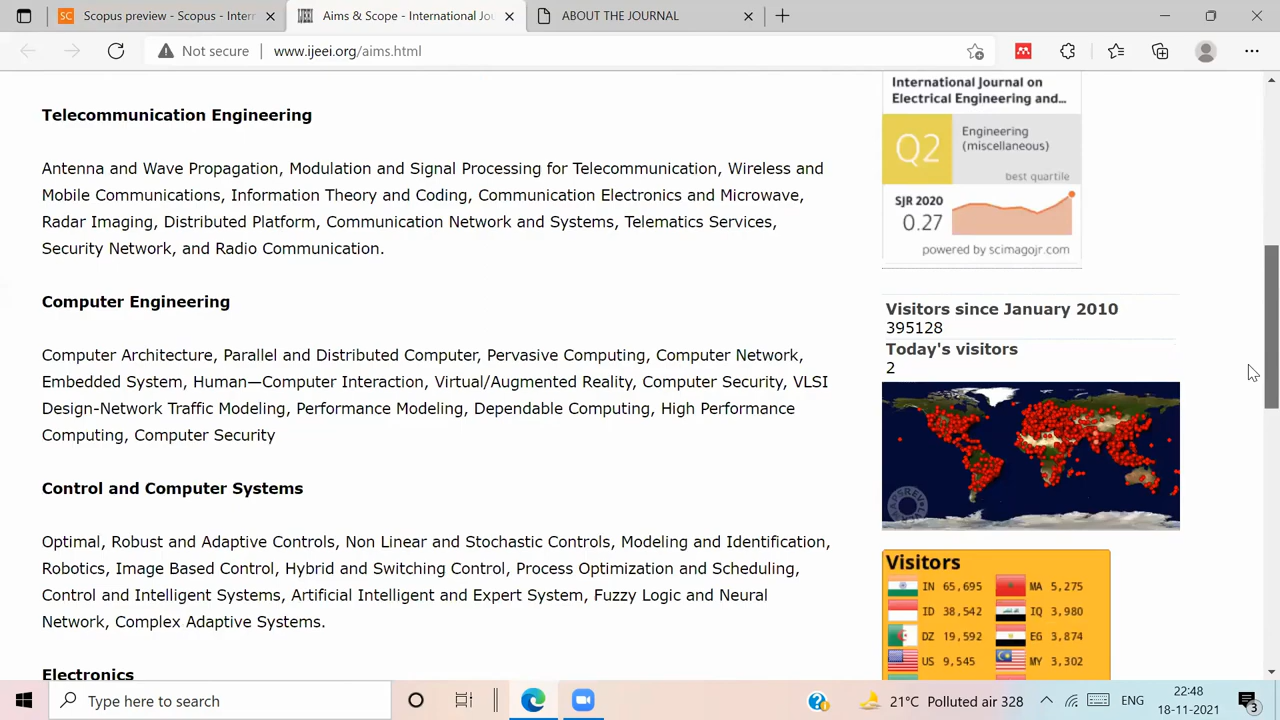 Scopus preview - Scopus - Intern
Aims & Scope - International Jou
ABOUT THE JOURNAL
Not secure
www.ijeei.org/aims.html
Telecommunication Engineering
Antenna and Wave Propagation, Modulation and Signal Processing for Telecommunication, Wireless and
Mobile Communications, Information Theory and Coding, Communication Electronics and Microwave,
Radar Imaging, Distributed Platform, Communication Network and Systems, Telematics Services,
Security Network, and Radio Communication.
Computer Engineering
Computer Architecture, Parallel and Distributed Computer, Pervasive Computing, Computer Network,
Embedded System, Human—Computer Interaction, Virtual/Augmented Reality, Computer Security, VLSI
Design-Network Traffic Modeling, Performance Modeling, Dependable Computing, High Performance
Computing, Computer Security
Control and Computer Systems
Optimal, Robust and Adaptive Controls, Non Linear and Stochastic Controls, Modeling and Identification,
Robotics, Image Based Control, Hybrid and Switching Control, Process Optimization and Scheduling,
Control and Intelligent Systems, Artificial Intelligent and Expert System, Fuzzy Logic and Neural
Network, Complex Adaptive Systems.
Electronics
International Journal on
Electrical Engineering and...
Q2
Engineering
(miscellaneous)
best quartile
SJR 2020
0.27
powered by scimagojr.com
Visitors since January 2010
395128
Today's visitors
2
Visitors
IN 65,695 MA 5,275
ID 38,542 IQ 3,980
DZ 19,592 EG 3,874
US 9,545 MY 3,302
Type here to search
21°C Polluted air 328
ENG
22:48
18-11-2021
3